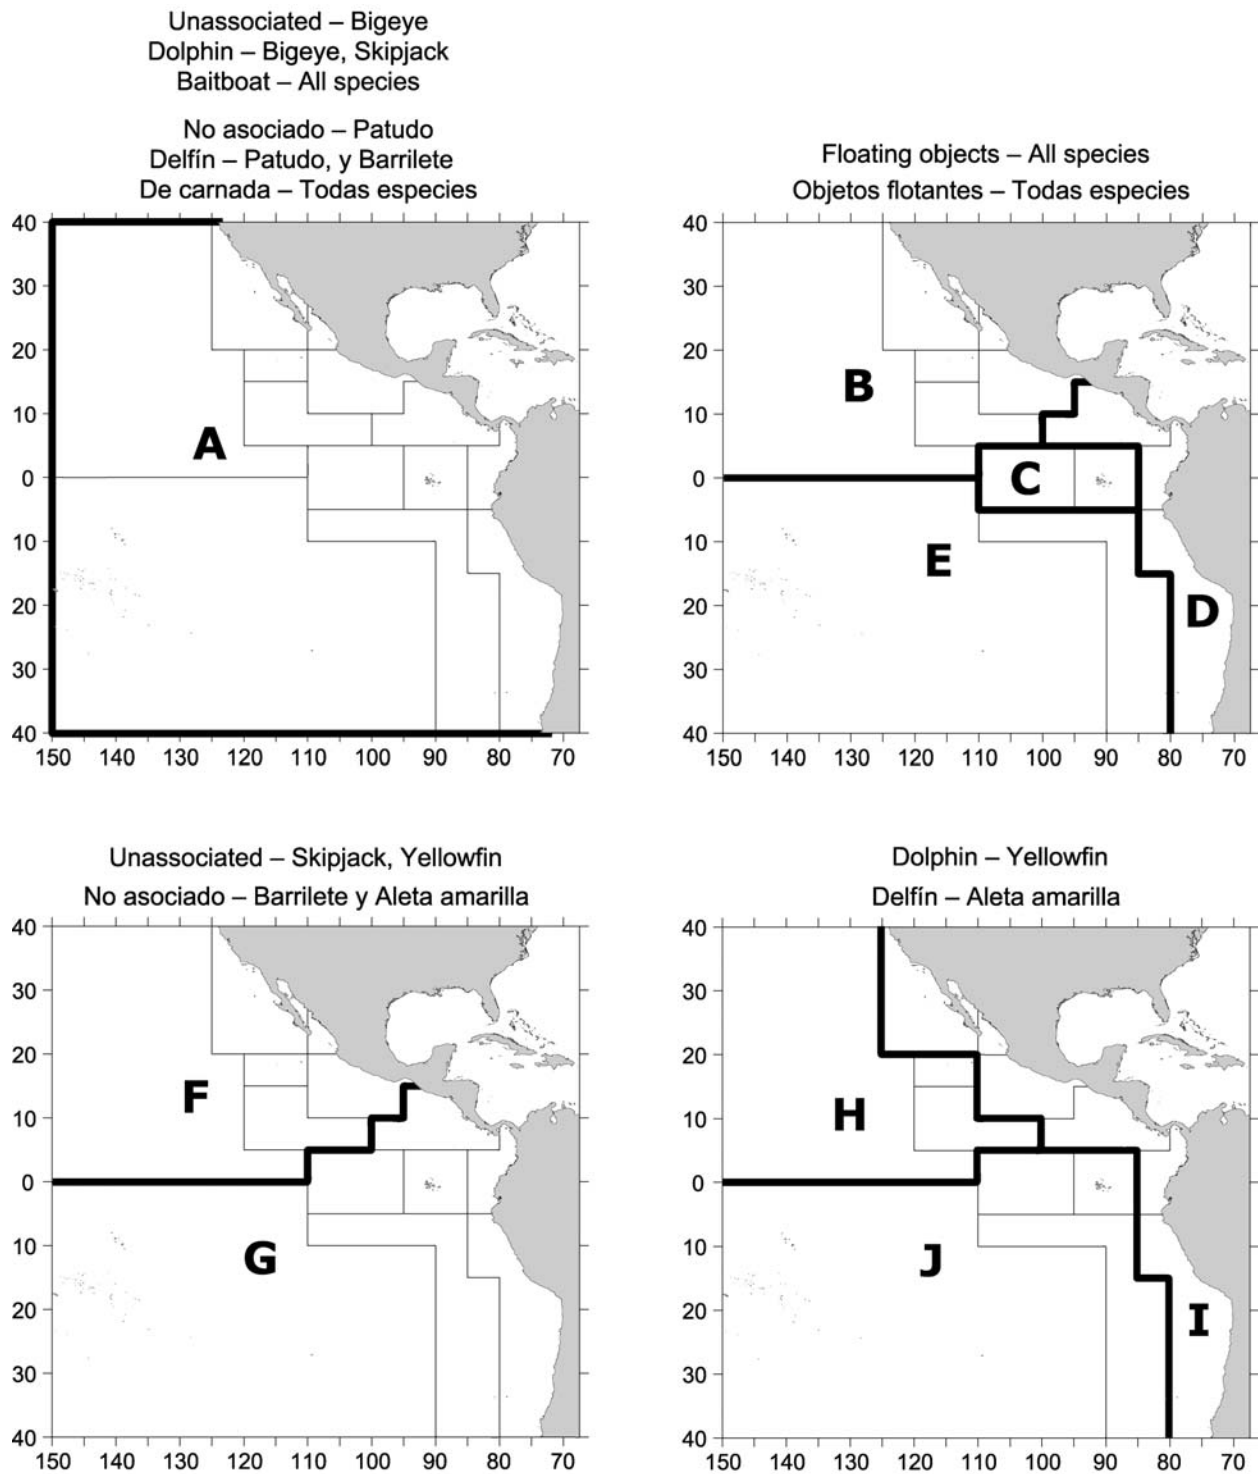 Unassociated – Bigeye
Dolphin – Bigeye, Skipjack
Baitboat – All species
No asociado – Patudo
Delfín – Patudo, y Barrilete
De carnada – Todas especies
40
30
20
10
0
10
20
30
40
A
150 140 130 120 110 100 90 80 70
Floating objects – All species
Objetos flotantes – Todas especies
40
30
20
10
0
10
20
30
40
B
C
E
D
150 140 130 120 110 100 90 80 70
Unassociated – Skipjack, Yellowfin
No asociado – Barrilete y Aleta amarilla
40
30
20
10
0
10
20
30
40
F
G
150 140 130 120 110 100 90 80 70
Dolphin – Yellowfin
Delfín – Aleta amarilla
40
30
20
10
0
10
20
30
40
H
J
I
150 140 130 120 110 100 90 80 70